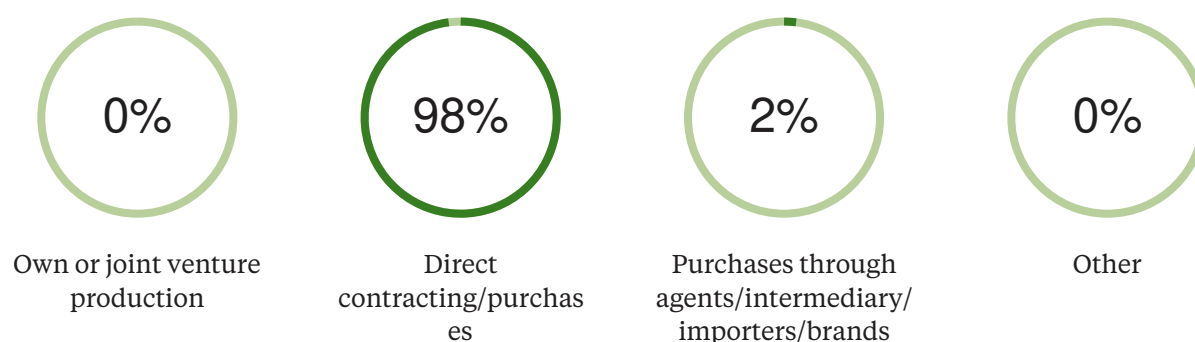 0%
98%
2%
0%
Own or joint venture
production
Direct
contracting/purchas
es
Purchases through
agents/intermediary/
importers/brands
Other